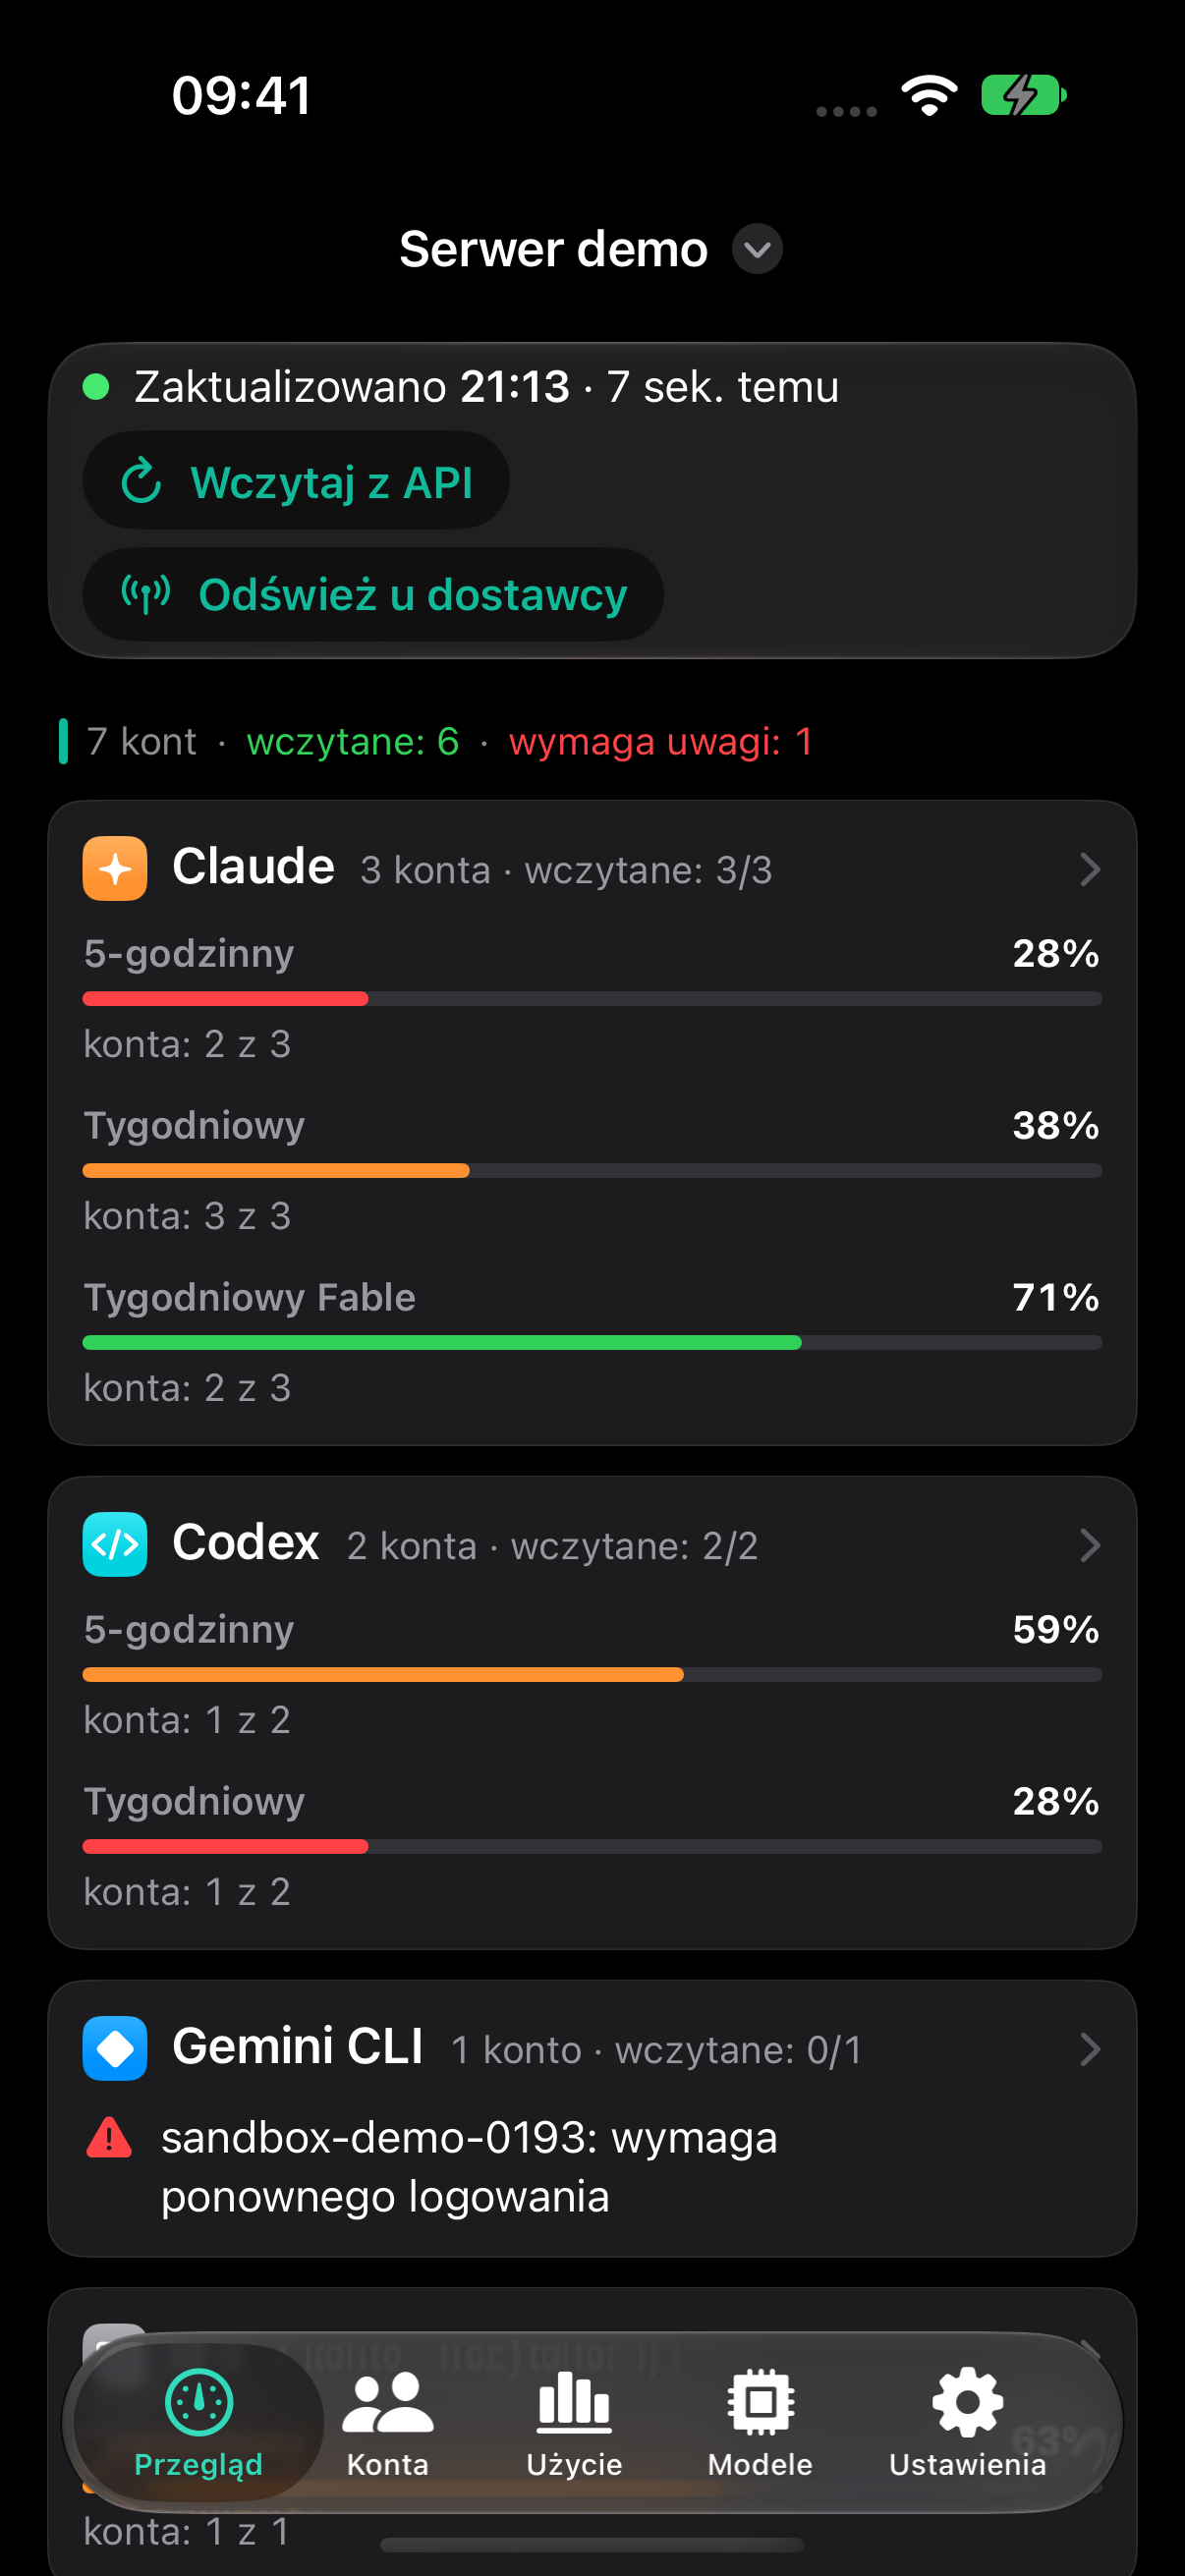 09:41
Serwer demo
Zaktualizowano 21:13 · 7 sek. temu
Wczytaj z API
Odśwież u dostawcy
7 kont · wczytane: 6 · wymaga uwagi: 1
Claude 3 konta · wczytane: 3/3
5-godzinny 28%
konta: 2 z 3
Tygodniowy 38%
konta: 3 z 3
Tygodniowy Fable 71%
konta: 2 z 3
Codex 2 konta · wczytane: 2/2
5-godzinny 59%
konta: 1 z 2
Tygodniowy 28%
konta: 1 z 2
Gemini CLI 1 konto · wczytane: 0/1
sandbox-demo-0193: wymaga
ponownego logowania
63%
Przegląd Konta Użycie Modele Ustawienia
konta: 1 z 1